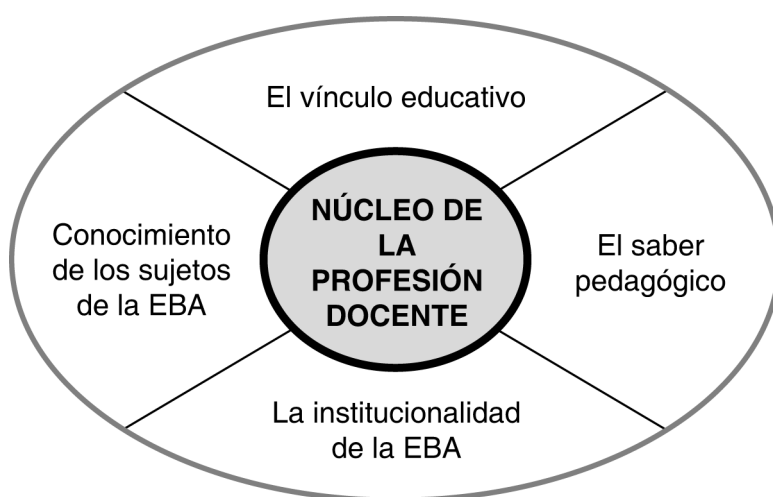 El vínculo educativo
NÚCLEO DE
LA
PROFESIÓN
DOCENTE
Conocimiento
de los sujetos
de la EBA
El saber
pedagógico
La institucionalidad
de la EBA